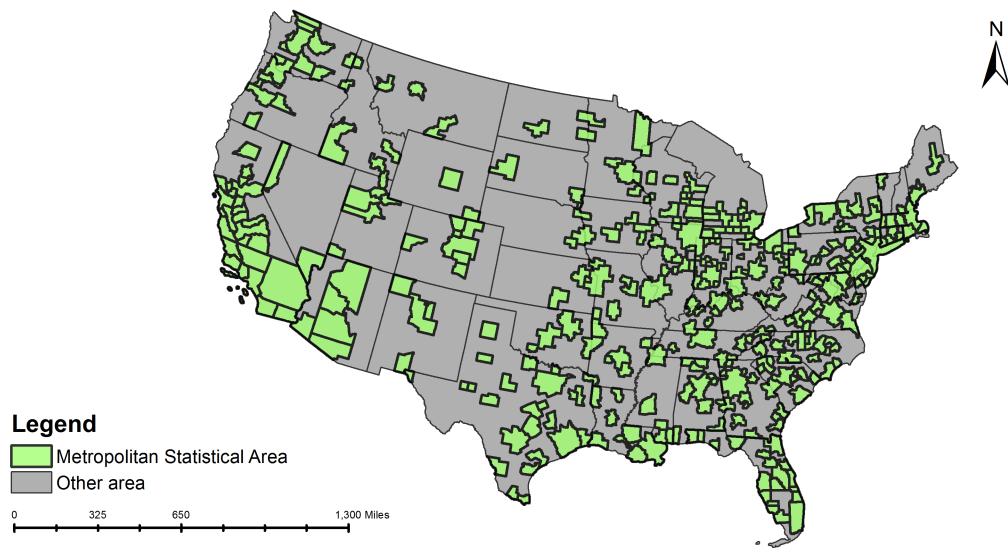 N
Legend
Metropolitan Statistical Area
Other area
0 325 650 1,300 Miles